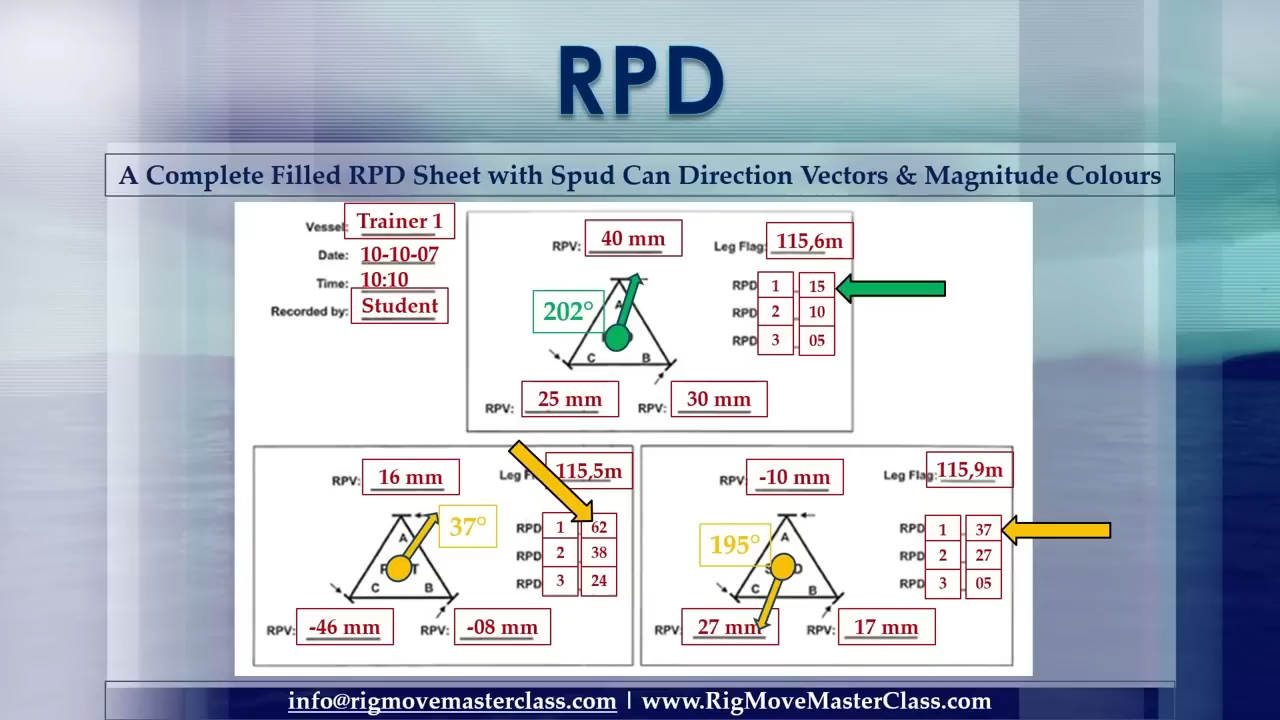 RPD
A Complete Filled RPD Sheet with Spud Can Direction Vectors & Magnitude Colours
Vessel: Trainer 1
Date: 10-10-07
Time: 10:10
Recorded by: Student
RPV: 40 mm
Leg Flag: 115,6m
202°
A
C B
RPD 1 15
RPD 2 10
RPD 3 05
RPV: 25 mm
RPV: 30 mm
RPV: 16 mm
Leg 115,5m
37°
A
C B
RPD 1 62
RPD 2 38
RPD 3 24
RPV: -46 mm
RPV: -08 mm
RPV: -10 mm
Leg Flag: 115,9m
195°
A
C B
RPD 1 37
RPD 2 27
RPD 3 05
RPV: 27 mm
RPV: 17 mm
info@rigmovemasterclass.com | www.RigMoveMasterClass.com